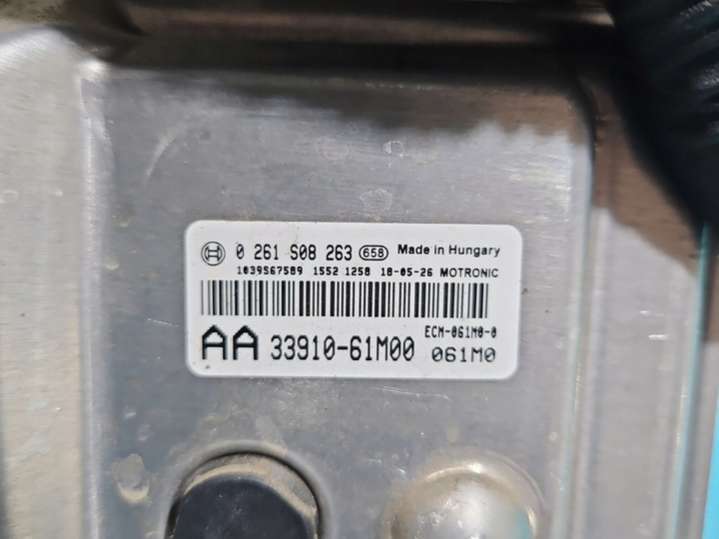 0 261 S08 263 658 Made in Hungary
1039S67589 1552 1258 18-05-26 MOTRONIC
ECM-061M0-0
AA 33910-61M00 061M0